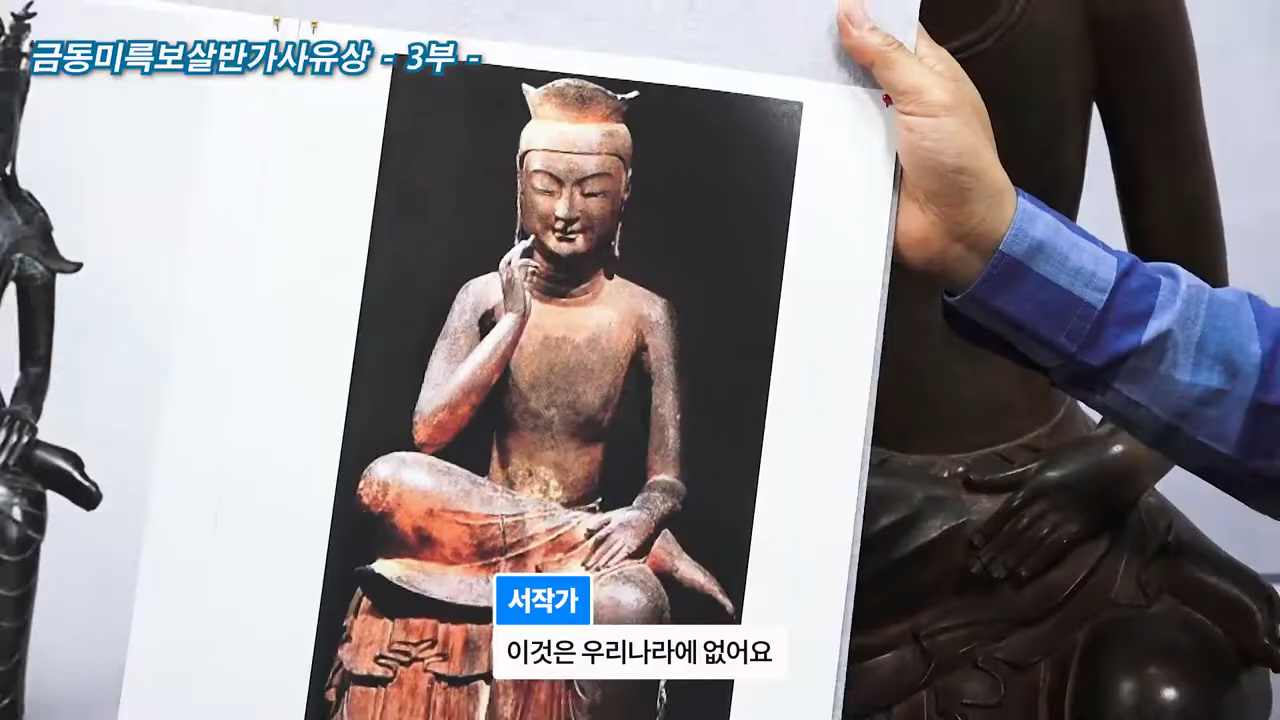 금동미륵보살반가사유상 - 3부 -
서작가
이것은 우리나라에 없어요